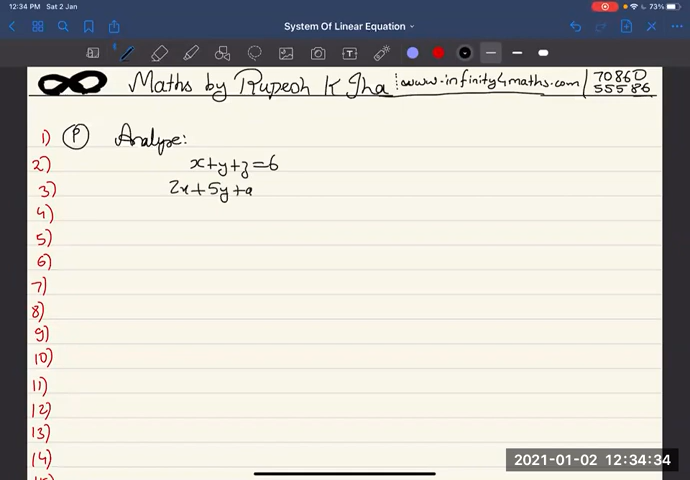 12:34 PM Sat 2 Jan
73%
System Of Linear Equation
Maths by Rupesh K Jha www.infinity4maths.com 70860 55586
1) P Analyse:
2) x+y+z=6
3) 2x+5y+a
4)
5)
6)
7)
8)
9)
10)
11)
12)
13)
14)
2021-01-02 12:34:34